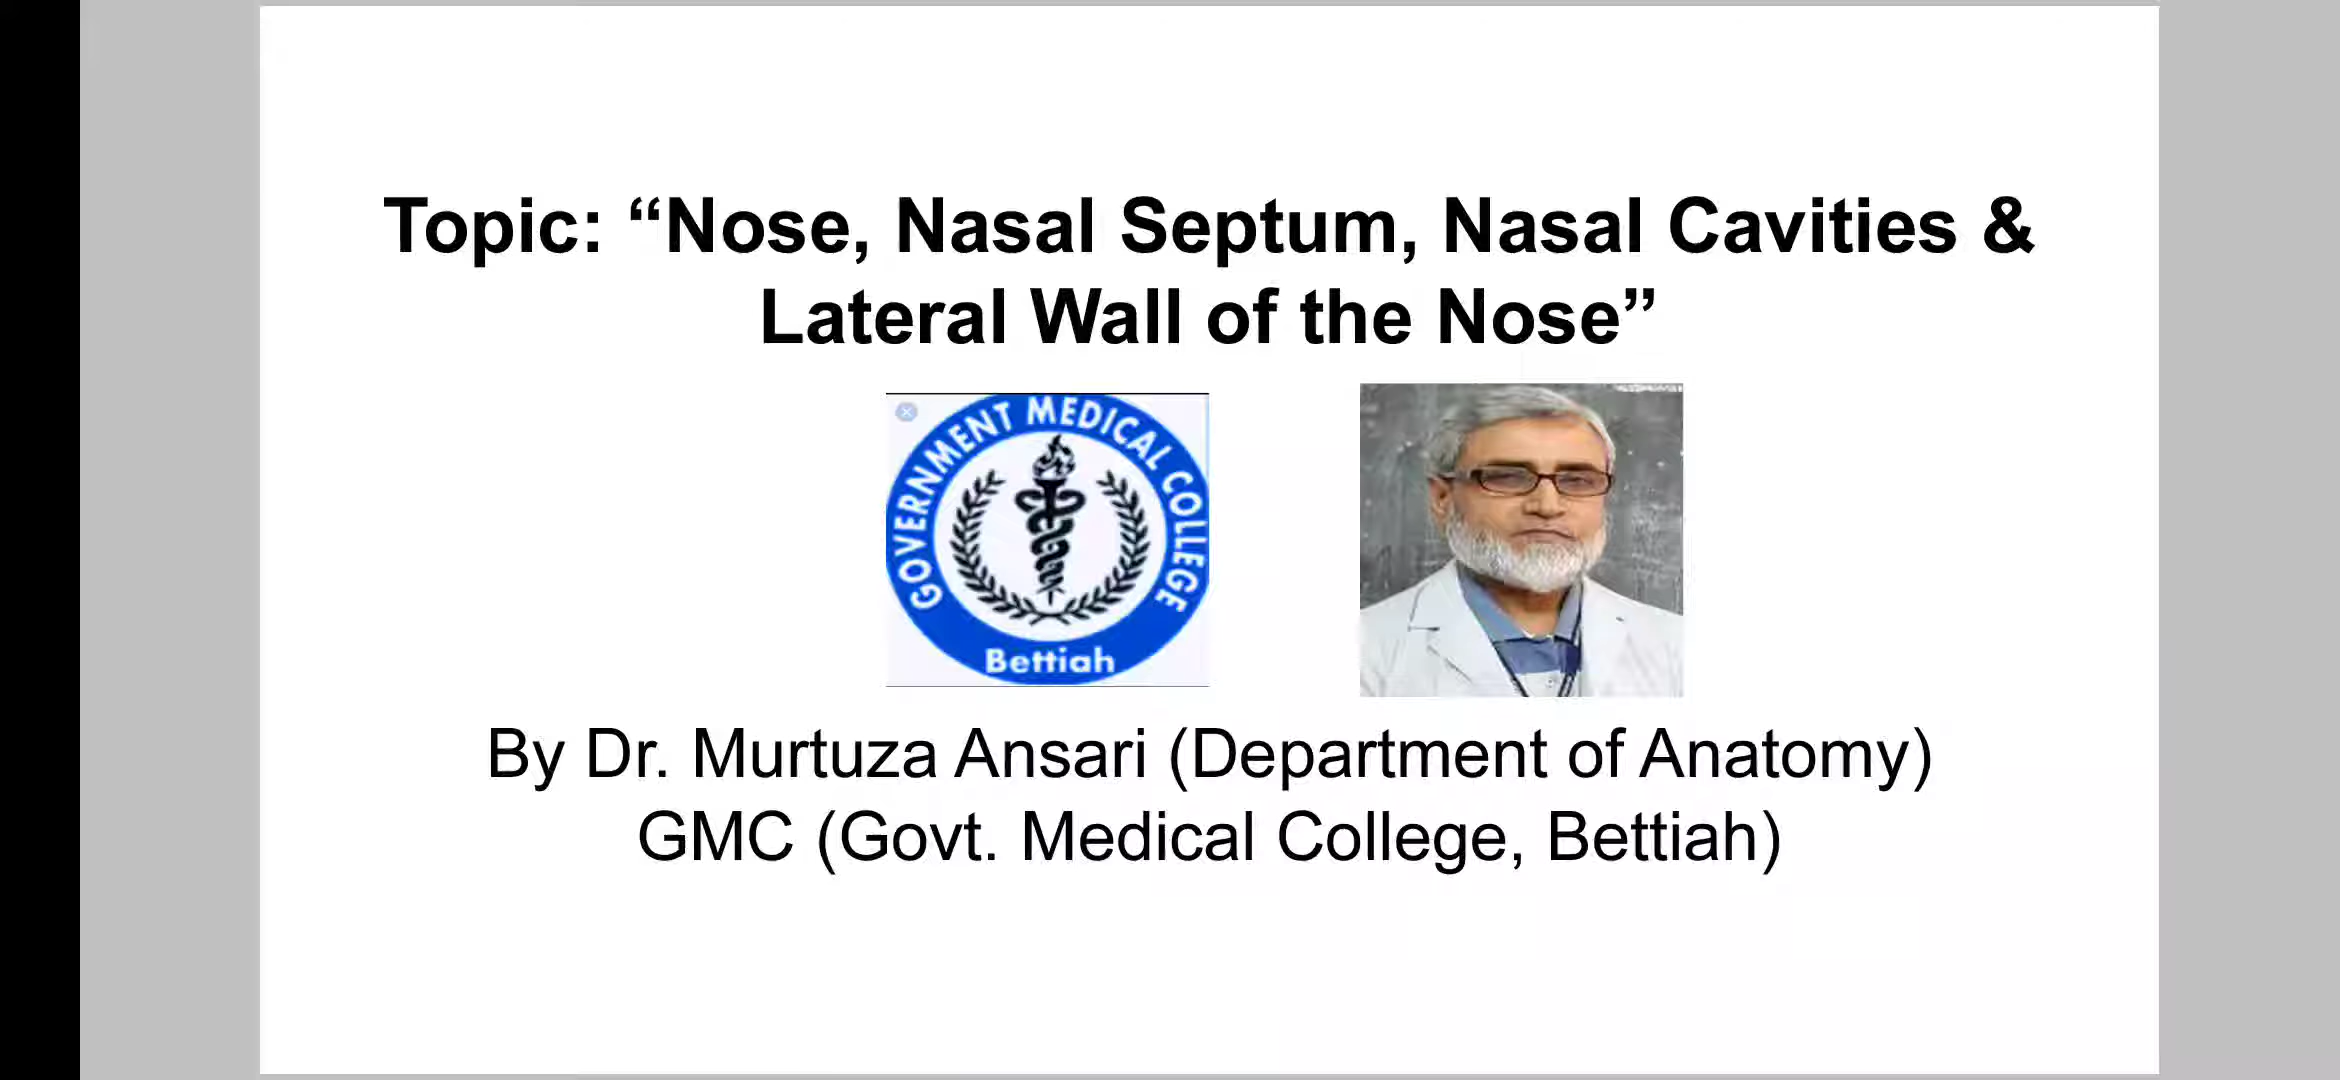 Topic: “Nose, Nasal Septum, Nasal Cavities &
Lateral Wall of the Nose”
GOVERNMENT MEDICAL COLLEGE
Bettiah
By Dr. Murtuza Ansari (Department of Anatomy)
GMC (Govt. Medical College, Bettiah)